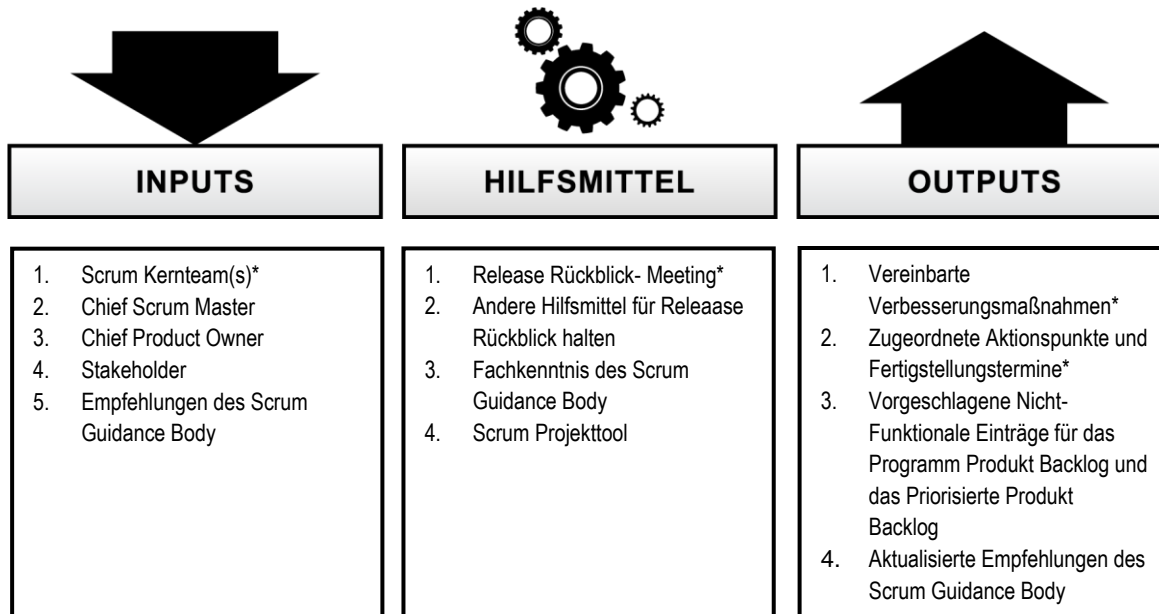 INPUTS
1. Scrum Kernteam(s)*
2. Chief Scrum Master
3. Chief Product Owner
4. Stakeholder
5. Empfehlungen des Scrum
Guidance Body
HILFSMITTEL
1. Release Rückblick- Meeting*
2. Andere Hilfsmittel für Releaase
Rückblick halten
3. Fachkenntnis des Scrum
Guidance Body
4. Scrum Projekttool
OUTPUTS
1. Vereinbarte
Verbesserungsmaßnahmen*
2. Zugeordnete Aktionspunkte und
Fertigstellungstermine*
3. Vorgeschlagene Nicht-
Funktionale Einträge für das
Programm Produkt Backlog und
das Priorisierte Produkt
Backlog
4. Aktualisierte Empfehlungen des
Scrum Guidance Body